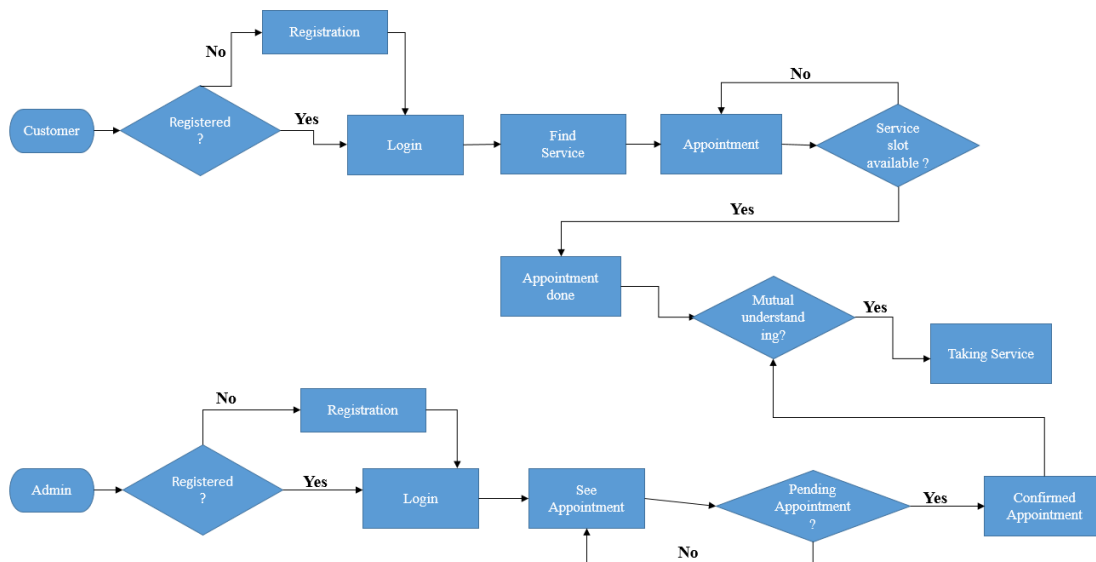 Registration
No
Customer
Registered
?
Yes
Login
Find
Service
Appointment
No
Service
slot
available ?
Yes
Appointment
done
Mutual
understand
ing?
Yes
Taking Service
No
Registration
Admin
Registered
?
Yes
Login
See
Appointment
Pending
Appointment
?
Yes
Confirmed
Appointment
No